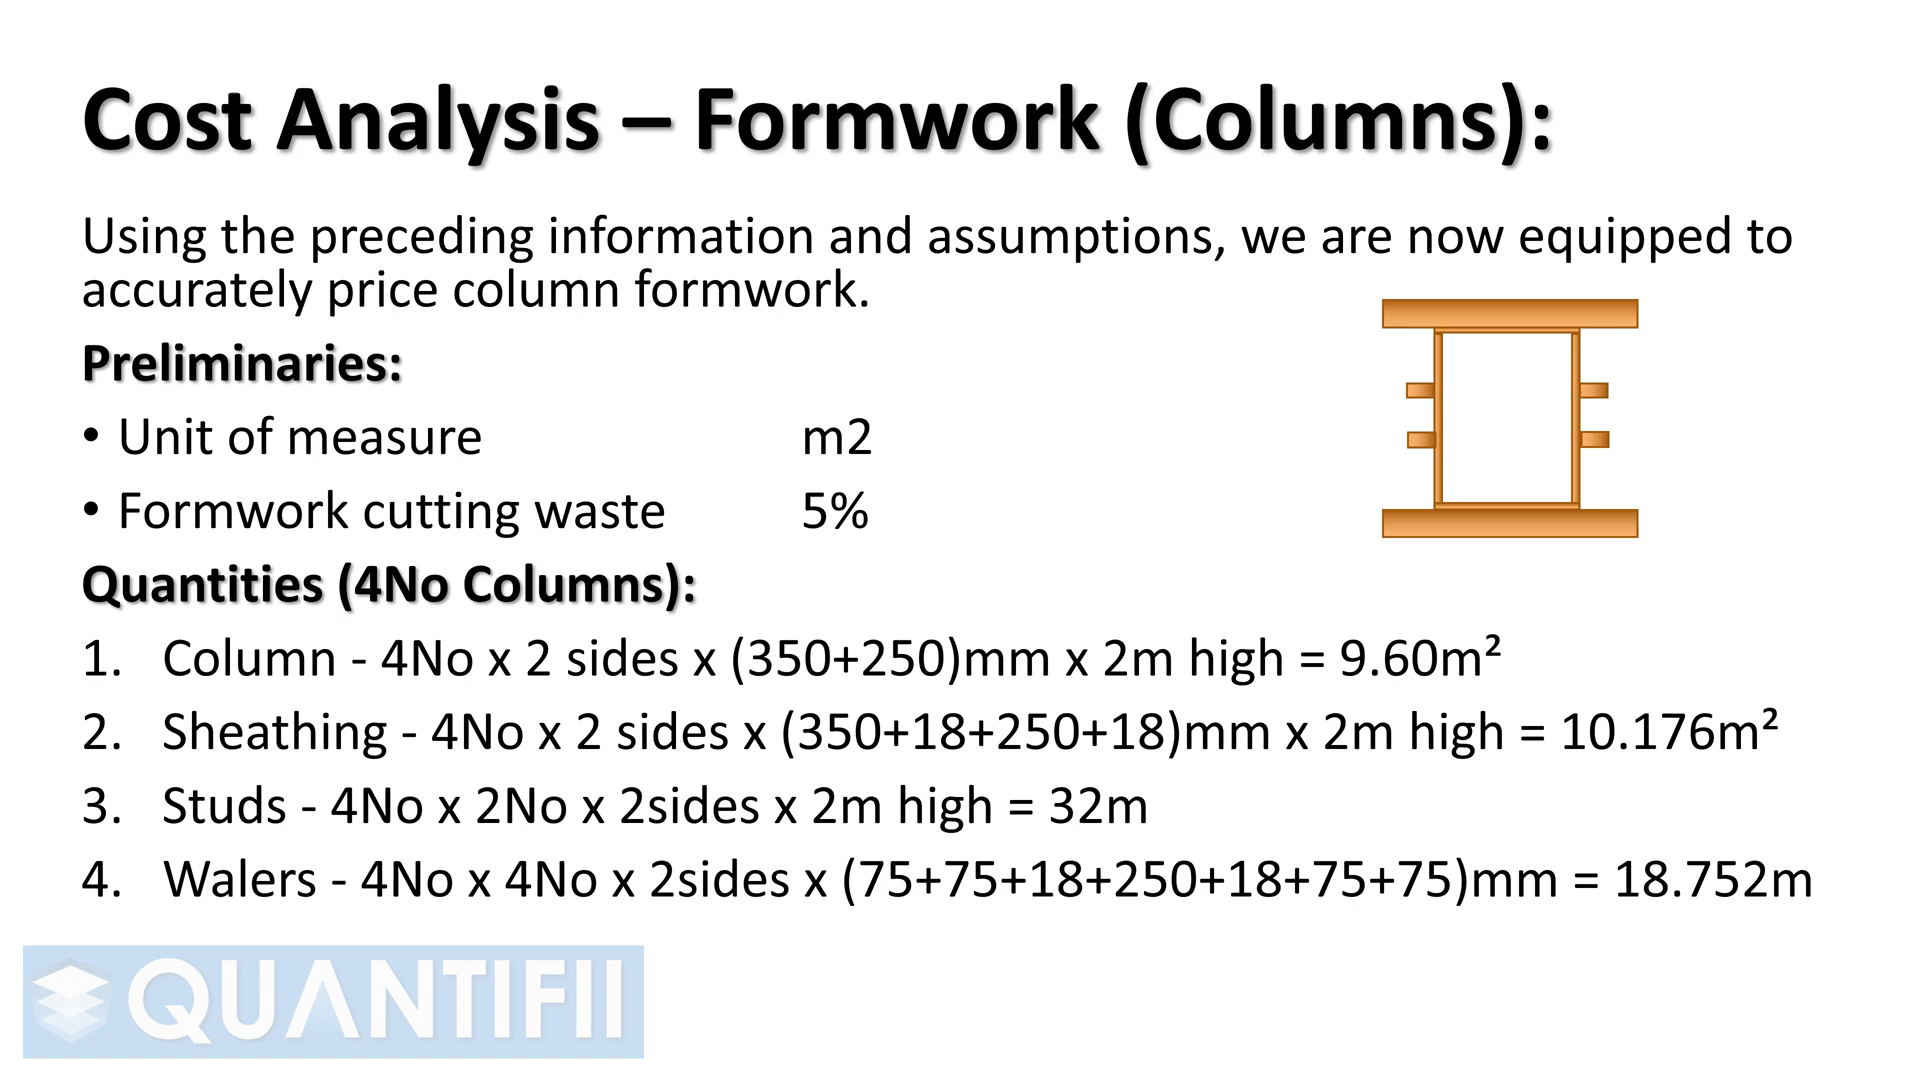 Cost Analysis – Formwork (Columns):
Using the preceding information and assumptions, we are now equipped to
accurately price column formwork.
Preliminaries:
• Unit of measure m2
• Formwork cutting waste 5%
Quantities (4No Columns):
1. Column - 4No x 2 sides x (350+250)mm x 2m high = 9.60m²
2. Sheathing - 4No x 2 sides x (350+18+250+18)mm x 2m high = 10.176m²
3. Studs - 4No x 2No x 2sides x 2m high = 32m
4. Walers - 4No x 4No x 2sides x (75+75+18+250+18+75+75)mm = 18.752m
QUANTIFII